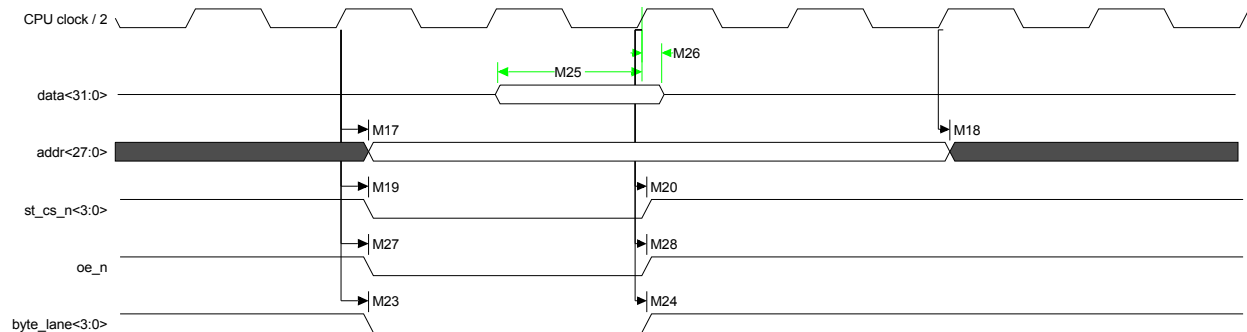 CPU clock / 2
M26
M25
data<31:0>
M17
M18
addr<27:0>
M19
M20
st_cs_n<3:0>
M27
M28
oe_n
M23
M24
byte_lane<3:0>